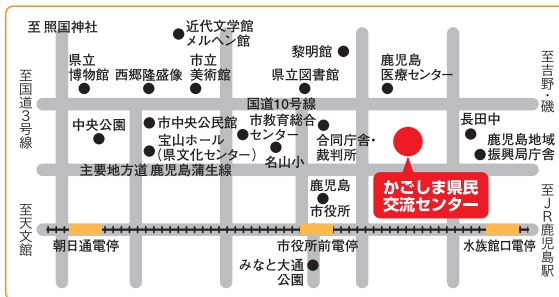 至 照国神社
近代文学館
メルヘン館
黎明館
県立
博物館
西郷隆盛像
市立
美術館
県立図書館
鹿児島
医療センター
至国道3号線
至吉野・磯
国道10号線
中央公園
市中央公民館
宝山ホール
（県文化センター）
市教育総合
センター
名山小
合同庁舎・
裁判所
長田中
鹿児島地域
振興局庁舎
主要地方道 鹿児島蒲生線
かごしま県民
交流センター
鹿児島
市役所
至天文館
至JR鹿児島駅
朝日通電停
市役所前電停
水族館口電停
みなと大通
公園